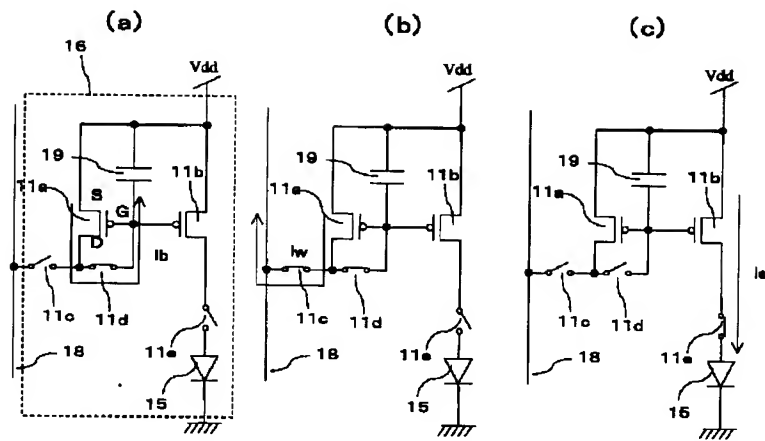 (a) (b) (c)
16
Vdd Vdd Vdd
19 19 19
11a 11b 11a 11b 11a 11b
S
G
D
Ib Iw Ie
11c 11d 11c 11d 11c 11d
11e 11e 11e
18 18 18
15 15 15